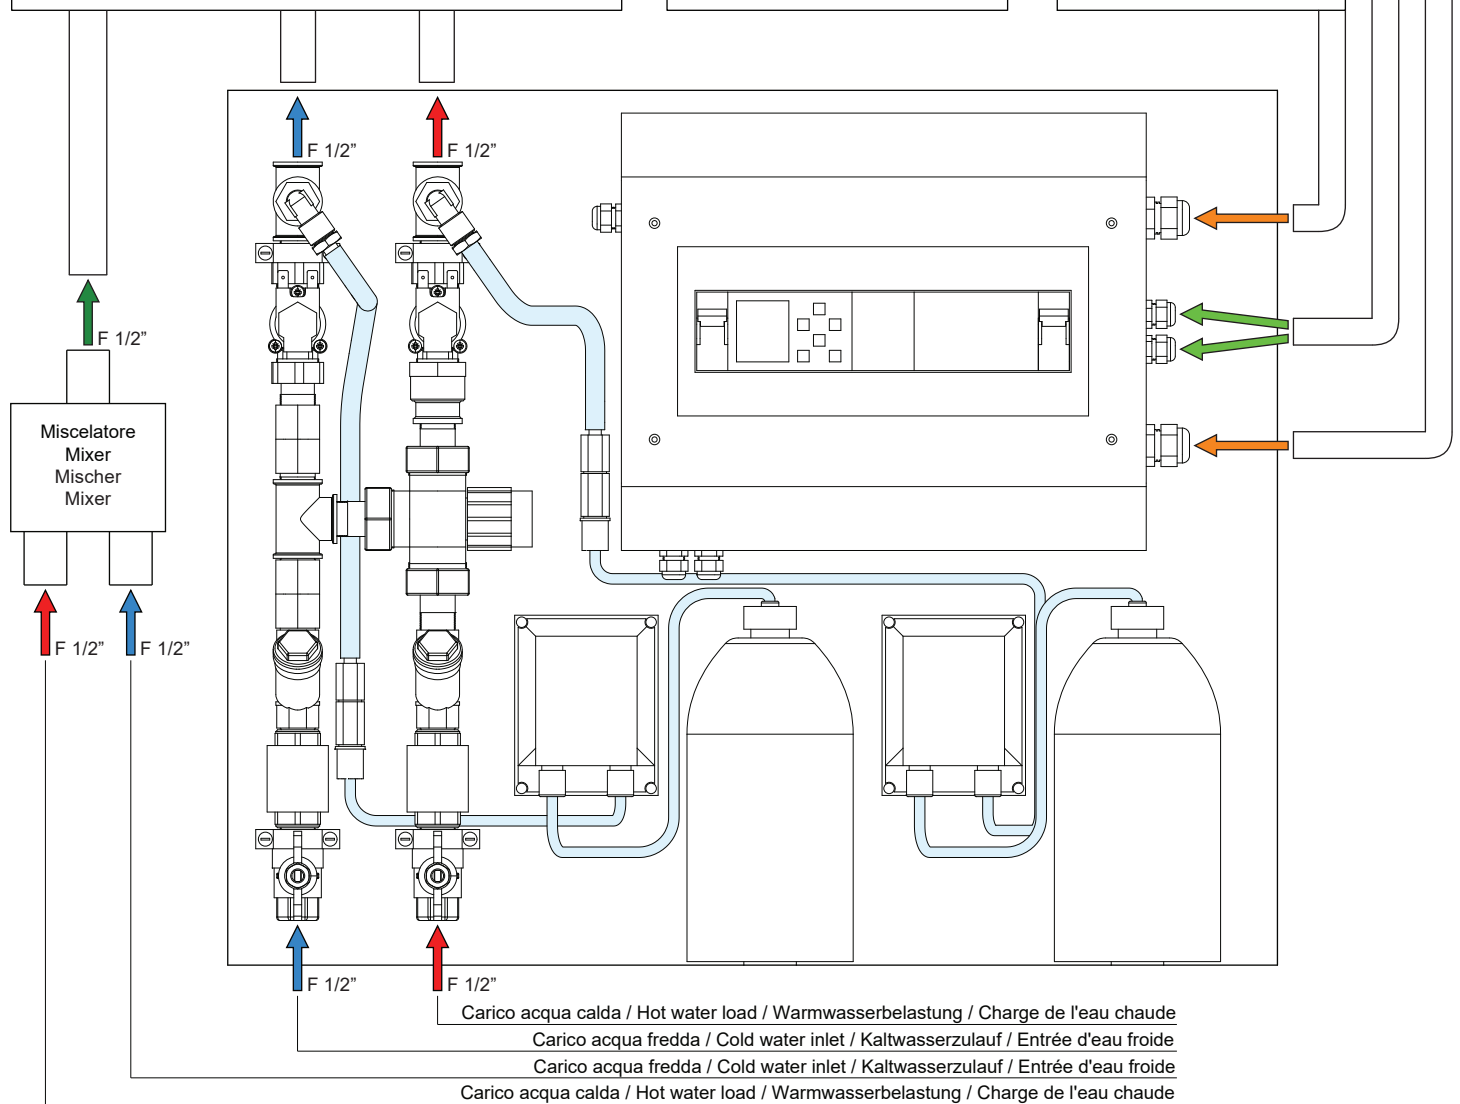 F 1/2”
F 1/2”
F 1/2”
Miscelatore
Mixer
Mischer
Mixer
F 1/2”
F 1/2”
F 1/2”
F 1/2”
Carico acqua calda / Hot water load / Warmwasserbelastung / Charge de l'eau chaude
Carico acqua fredda / Cold water inlet / Kaltwasserzulauf / Entrée d'eau froide
Carico acqua fredda / Cold water inlet / Kaltwasserzulauf / Entrée d'eau froide
Carico acqua calda / Hot water load / Warmwasserbelastung / Charge de l'eau chaude